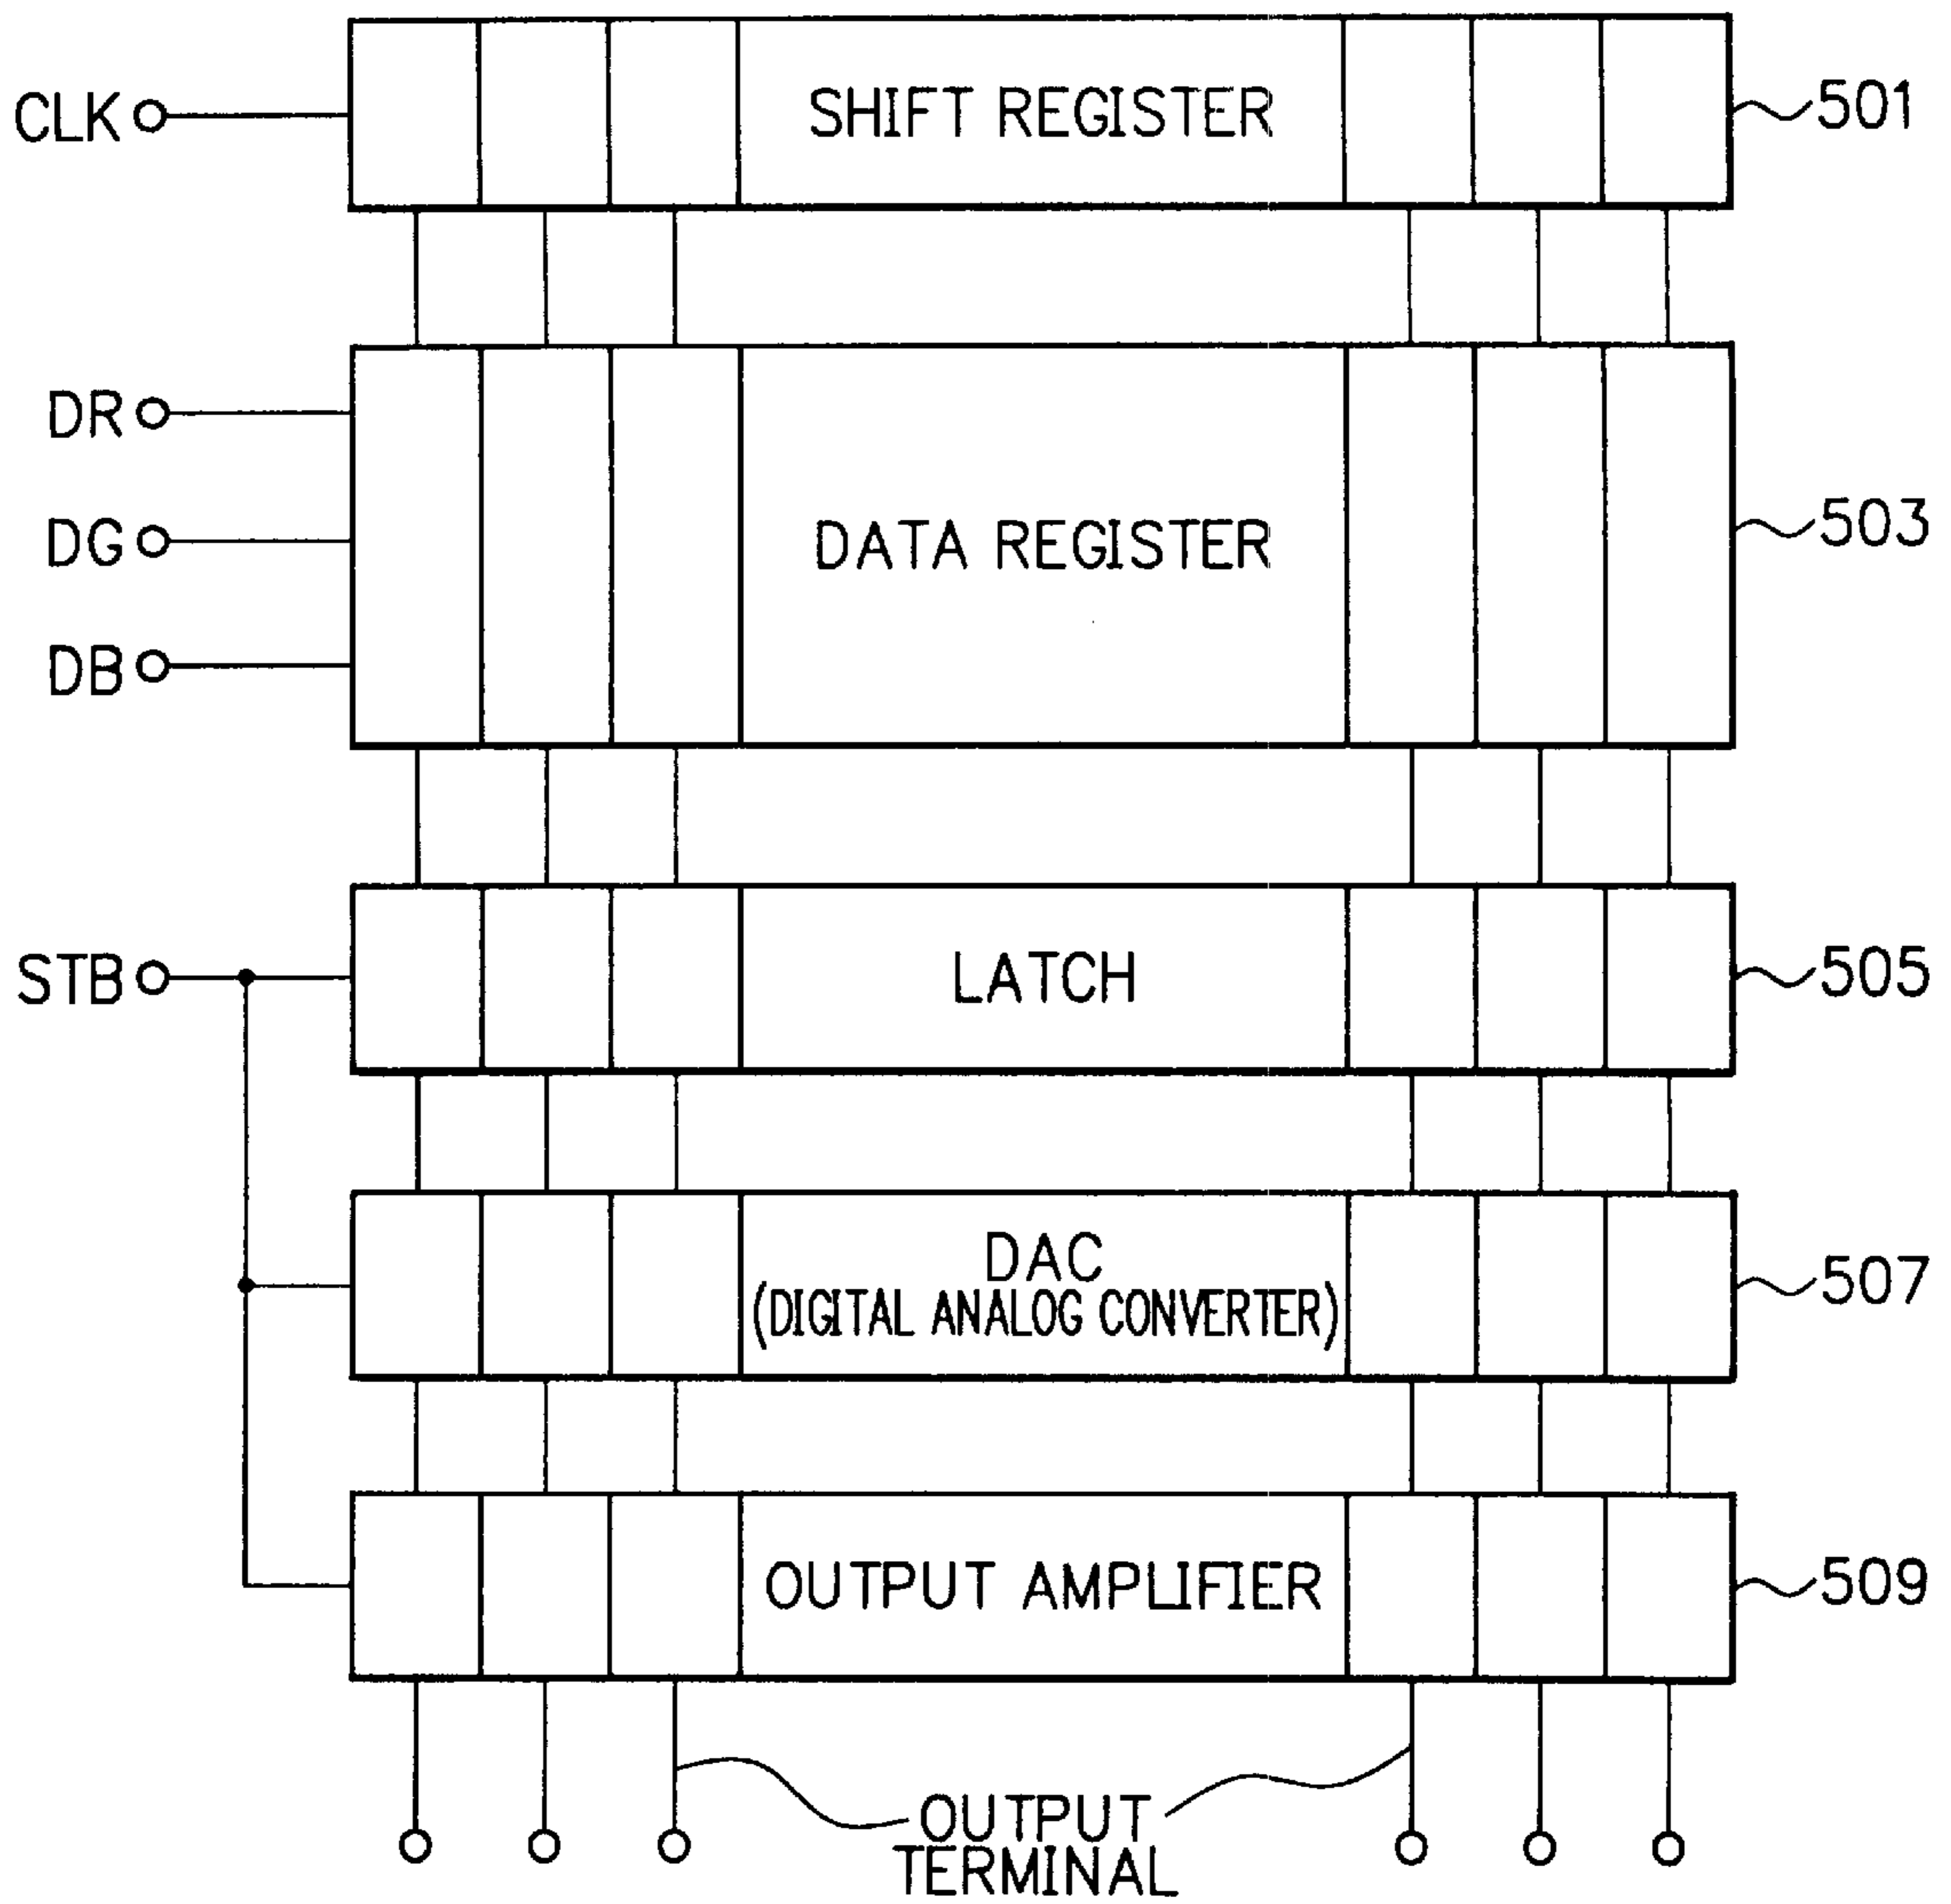 CLK
SHIFT REGISTER
501
DR
DG
DATA REGISTER
503
DB
STB
LATCH
505
DAC
(DIGITAL ANALOG CONVERTER)
507
OUTPUT AMPLIFIER
509
OUTPUT
TERMINAL